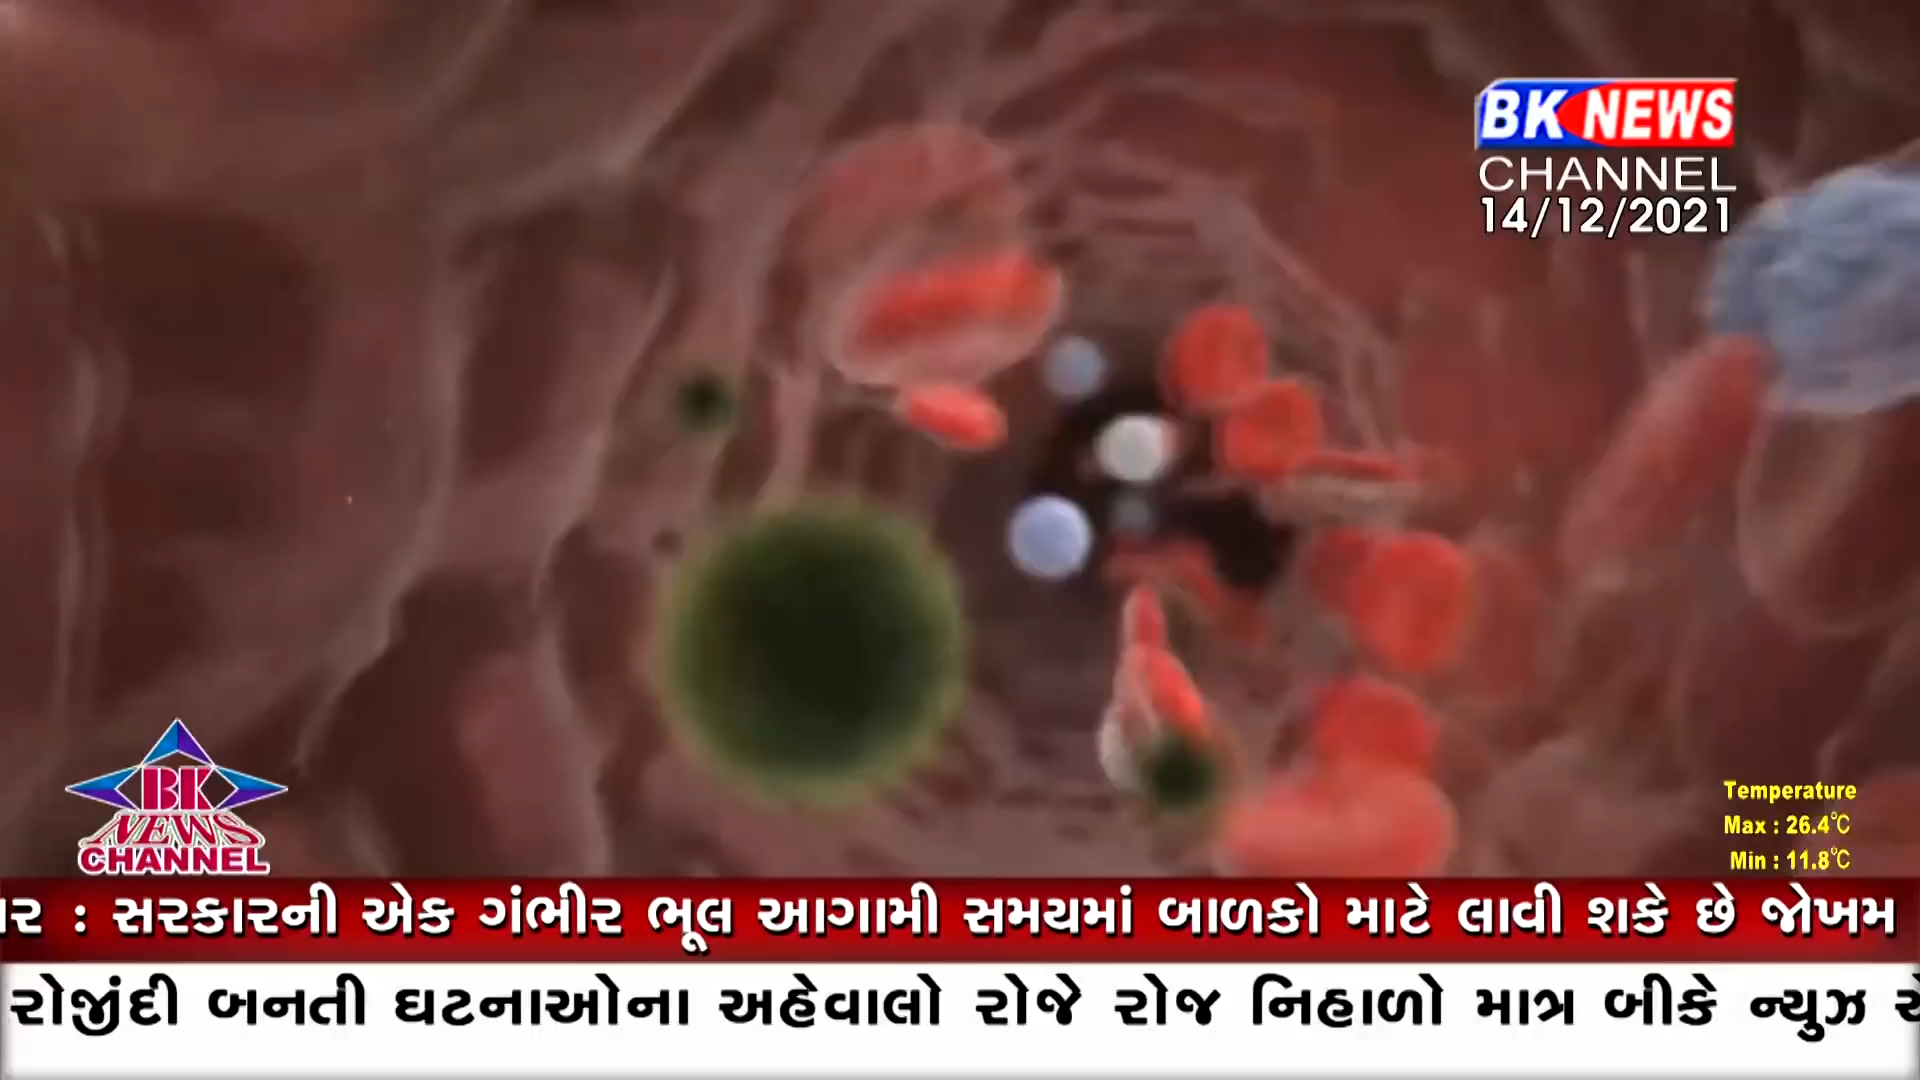 BK NEWS
CHANNEL
14/12/2021
BK
NEWS
CHANNEL
Temperature
Max : 26.4°C
Min : 11.8°C
: સરકારની એક ગંભીર ભૂલ આગામી સમયમાં બાળકો માટે લાવી શકે છે જોખમ
રોજીંદી બનતી ઘટનાઓના અહેવાલો રોજે રોજ નિહાળો માત્ર બીકે ન્યુઝ